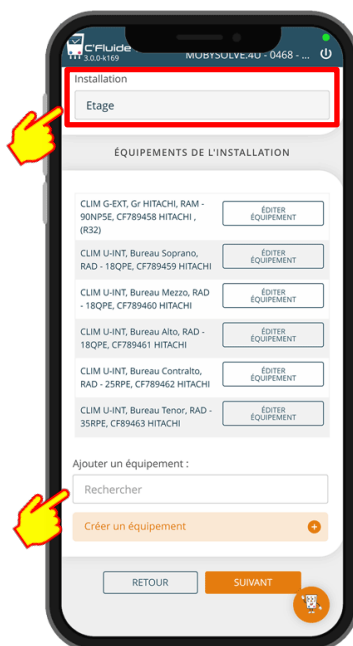 C'Fluide
3.0.0-k169
MOBYSOLVE.4U - 0468 - ...
Installation
Etage
ÉQUIPEMENTS DE L'INSTALLATION
CLIM G-EXT, Gr HITACHI, RAM -
90NP5E, CF789458 HITACHI ,
(R32)
ÉDITER
ÉQUIPEMENT
CLIM U-INT, Bureau Soprano,
RAD - 18QPE, CF789459 HITACHI
ÉDITER
ÉQUIPEMENT
CLIM U-INT, Bureau Mezzo, RAD
- 18QPE, CF789460 HITACHI
ÉDITER
ÉQUIPEMENT
CLIM U-INT, Bureau Alto, RAD -
18QPE, CF789461 HITACHI
ÉDITER
ÉQUIPEMENT
CLIM U-INT, Bureau Contralto,
RAD - 25RPE, CF789462 HITACHI
ÉDITER
ÉQUIPEMENT
CLIM U-INT, Bureau Tenor, RAD -
35RPE, CF89463 HITACHI
ÉDITER
ÉQUIPEMENT
Ajouter un équipement :
Rechercher
Créer un équipement
RETOUR
SUIVANT